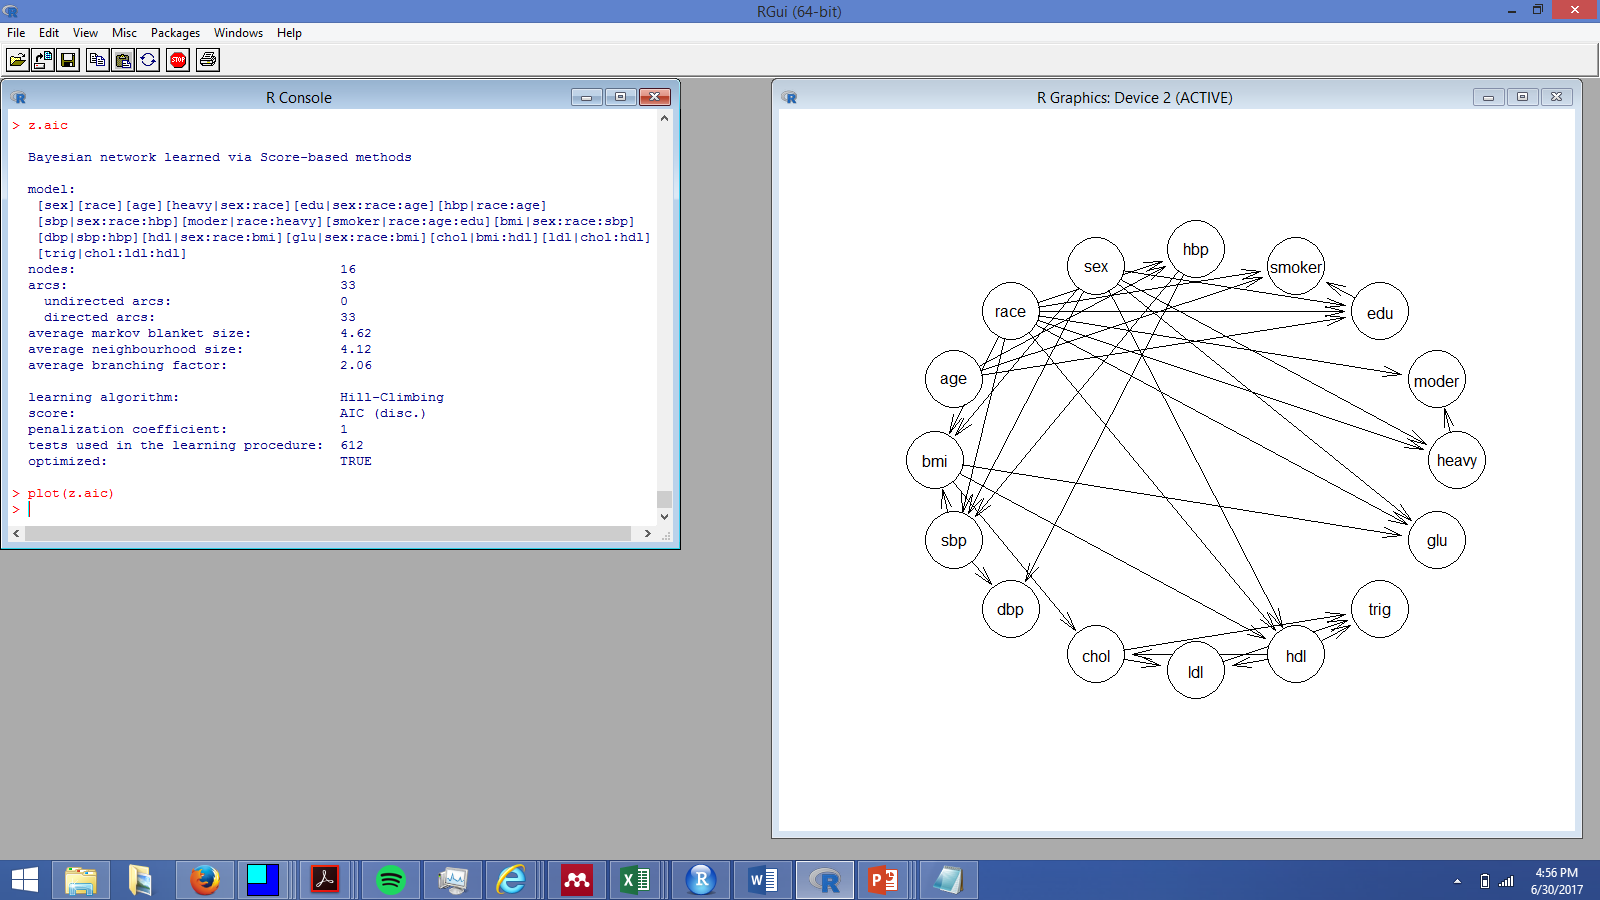 RGui (64-bit)
File Edit View Misc Packages Windows Help
STOP
R Console
> z.aic
Bayesian network learned via Score-based methods
model:
[sex][race][age][heavy|sex:race][edu|sex:race:age][hbp|race:age]
[sbp|sex:race:hbp][moder|race:heavy][smoker|race:age:edu][bmi|sex:race:sbp]
[dbp|sbp:hbp][hdl|sex:race:bmi][glu|sex:race:bmi][chol|bmi:hdl][ldl|chol:hdl]
[trig|chol:ldl:hdl]
nodes: 16
arcs: 33
undirected arcs: 0
directed arcs: 33
average markov blanket size: 4.62
average neighbourhood size: 4.12
average branching factor: 2.06
learning algorithm: Hill-Climbing
score: AIC (disc.)
penalization coefficient: 1
tests used in the learning procedure: 612
optimized: TRUE
> plot(z.aic)
>
R Graphics: Device 2 (ACTIVE)
hbp
sex
smoker
race
edu
age
moder
bmi
heavy
sbp
glu
dbp
trig
chol
hdl
ldl
4:56 PM
6/30/2017